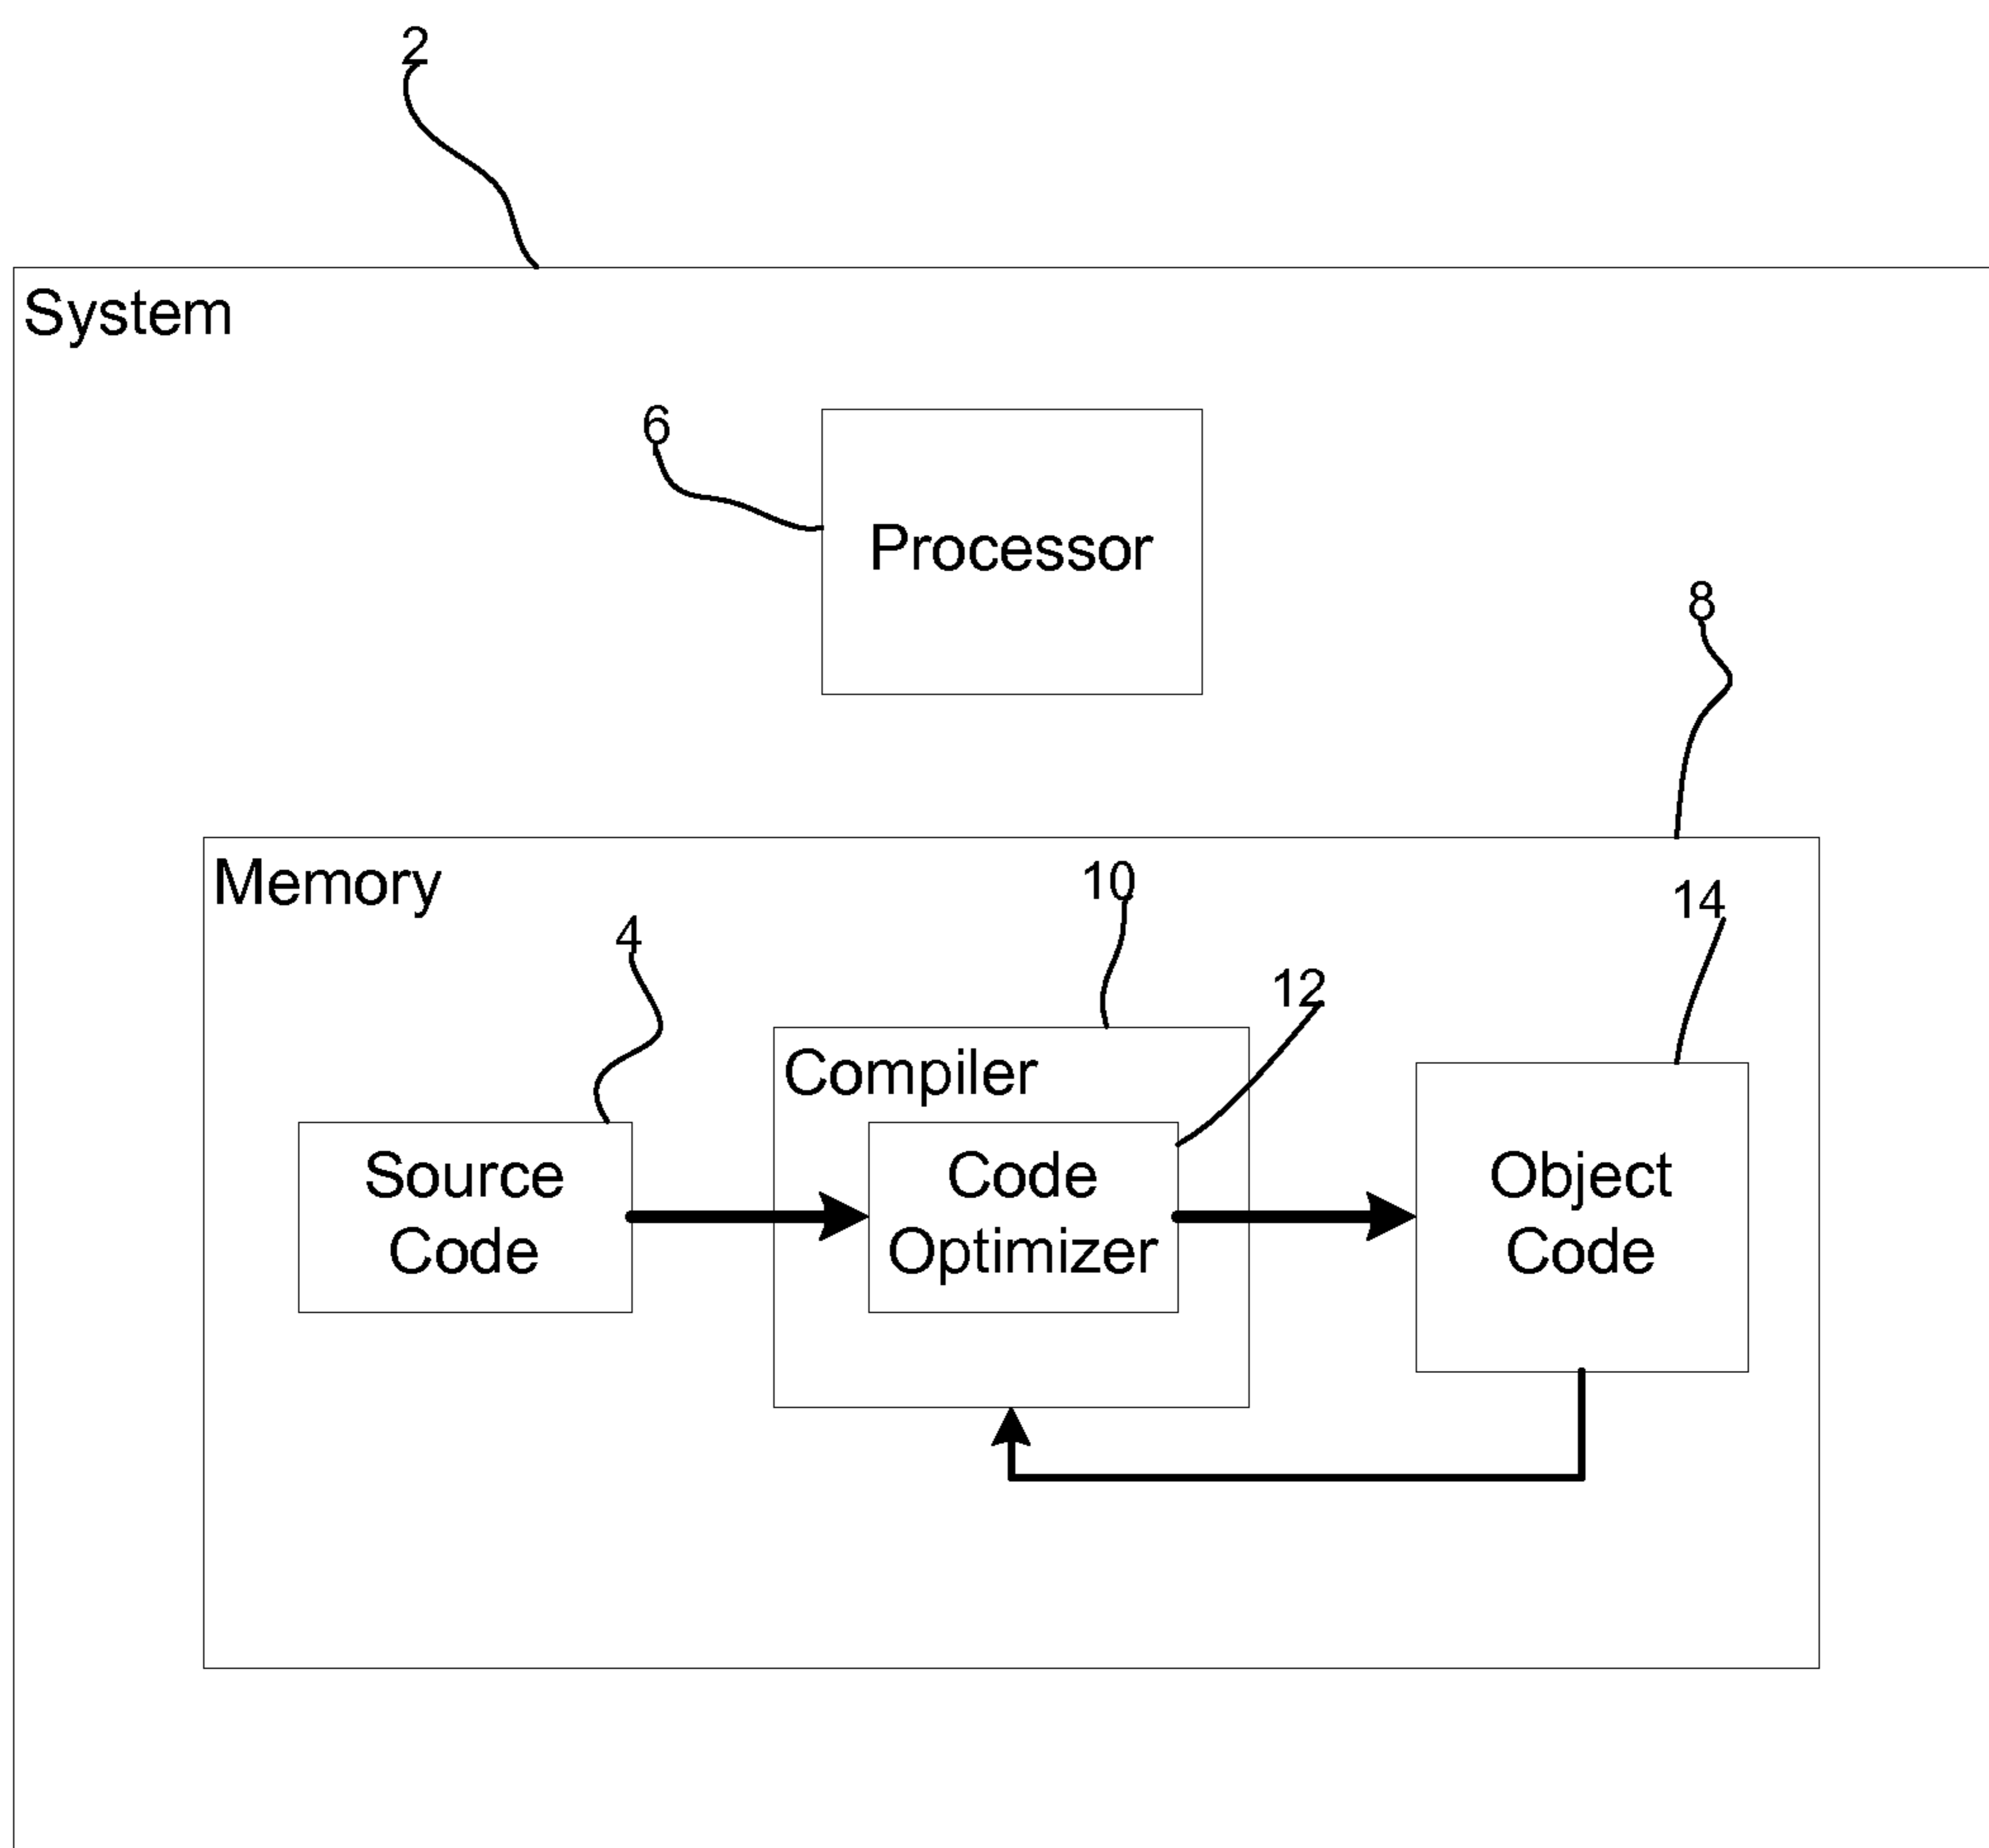 2
System
6
Processor
8
Memory
10
14
4
12
Compiler
Source
Code
Code
Optimizer
Object
Code